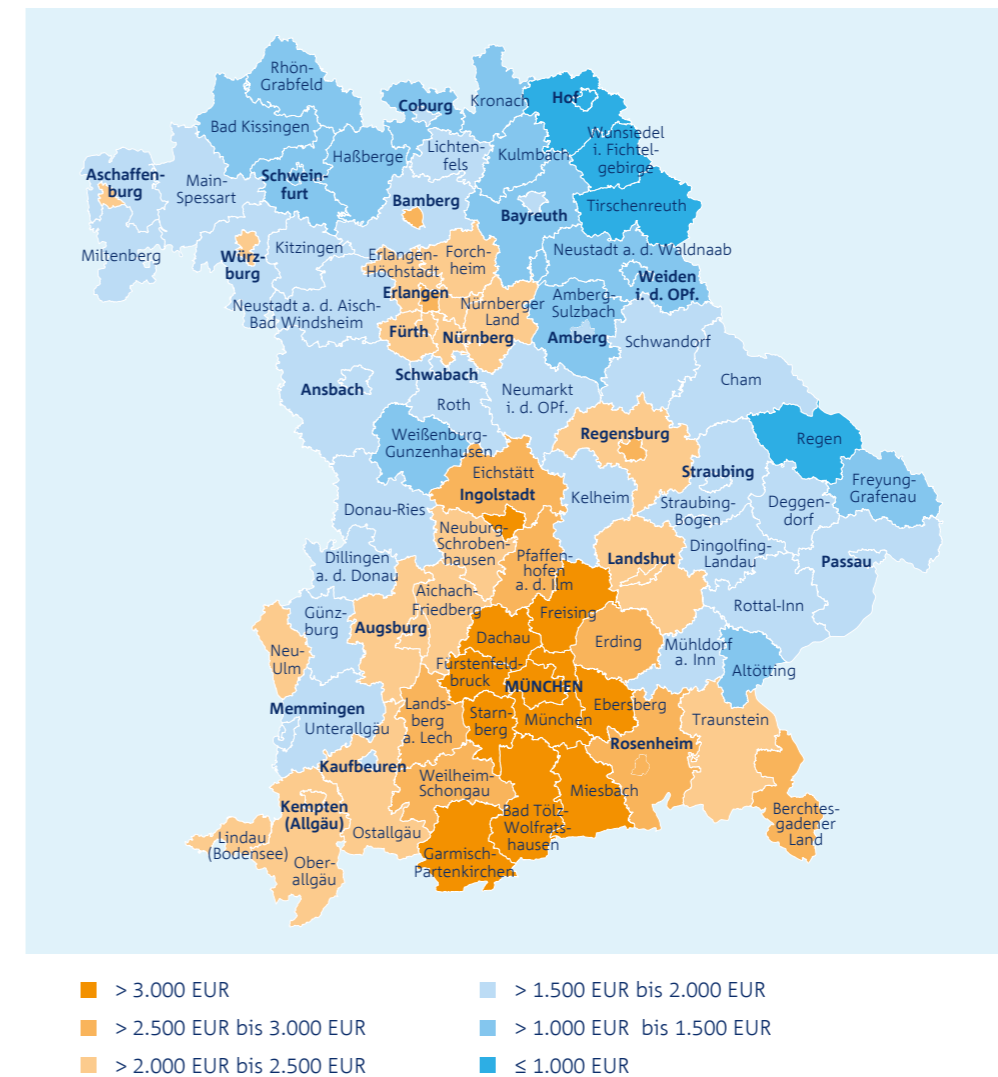 Rhön-
Grabfeld
Coburg
Kronach
Hof
Bad Kissingen
Haßberge
Lichten-
fels
Kulmbach
Wunsiedel
i. Fichtel-
gebirge
Aschaffen-
burg
Main-
Spessart
Schwein-
furt
Bamberg
Bayreuth
Tirschenreuth
Miltenberg
Würz-
burg
Kitzingen
Erlangen-
Höchstadt
Forch-
heim
Neustadt a. d. Waldnaab
Weiden
i. d. OPf.
Erlangen
Neustadt a. d. Aisch-
Bad Windsheim
Nürnberger
Land
Amberg-
Sulzbach
Fürth
Nürnberg
Amberg
Schwandorf
Ansbach
Schwabach
Roth
Neumarkt
i. d. OPf.
Cham
Weißenburg-
Gunzenhausen
Regensburg
Regen
Eichstätt
Ingolstadt
Kelheim
Straubing
Freyung-
Grafenau
Donau-Ries
Straubing-
Bogen
Deggen-
dorf
Neuburg-
Schroben-
hausen
Pfaffen-
hofen
a. d. Ilm
Landshut
Dingolfing-
Landau
Passau
Dillingen
a. d. Donau
Aichach-
Friedberg
Freising
Rottal-Inn
Günz-
burg
Augsburg
Dachau
Erding
Mühldorf
a. Inn
Altötting
Neu-
Ulm
Fürstenfeld-
bruck
MÜNCHEN
Ebersberg
Memmingen
Unterallgäu
Lands-
berg
a. Lech
Starn-
berg
München
Traunstein
Rosenheim
Kaufbeuren
Weilheim-
Schongau
Miesbach
Kempten
(Allgäu)
Ostallgäu
Bad Tölz-
Wolfrats-
hausen
Berchtes-
gadener
Land
Lindau
(Bodensee)
Ober-
allgäu
Garmisch-
Partenkirchen
> 3.000 EUR
> 2.500 EUR bis 3.000 EUR
> 2.000 EUR bis 2.500 EUR
> 1.500 EUR bis 2.000 EUR
> 1.000 EUR bis 1.500 EUR
≤ 1.000 EUR